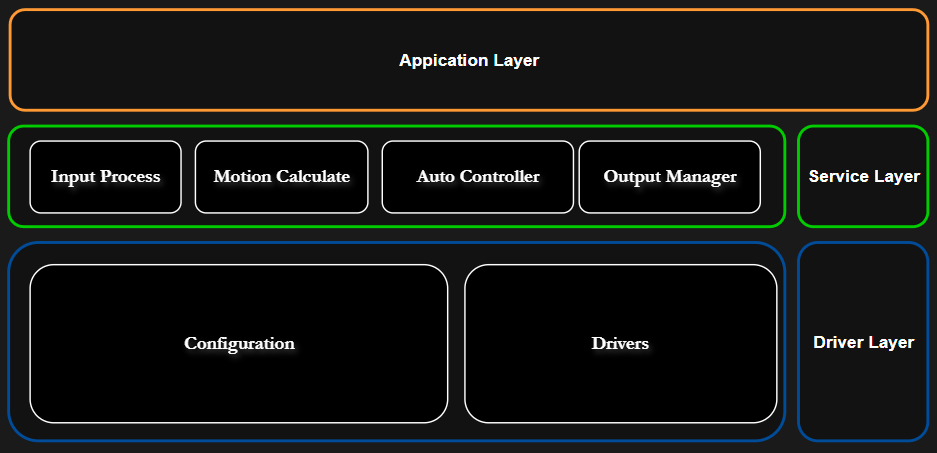 Appication Layer
Input Process
Motion Calculate
Auto Controller
Output Manager
Service Layer
Configuration
Drivers
Driver Layer